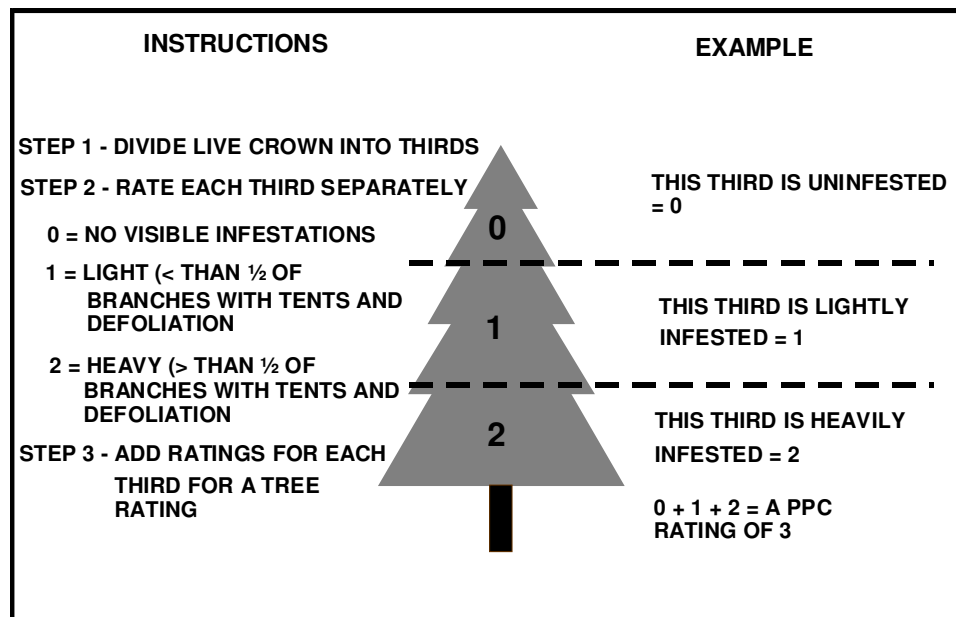 INSTRUCTIONS
STEP 1 - DIVIDE LIVE CROWN INTO THIRDS
STEP 2 - RATE EACH THIRD SEPARATELY
0 = NO VISIBLE INFESTATIONS
1 = LIGHT (< THAN ½ OF
BRANCHES WITH TENTS AND
DEFOLIATION
2 = HEAVY (> THAN ½ OF
BRANCHES WITH TENTS AND
DEFOLIATION
STEP 3 - ADD RATINGS FOR EACH
THIRD FOR A TREE
RATING
0
1
2
EXAMPLE
THIS THIRD IS UNINFESTED
= 0
THIS THIRD IS LIGHTLY
INFESTED = 1
THIS THIRD IS HEAVILY
INFESTED = 2
0 + 1 + 2 = A PPC
RATING OF 3